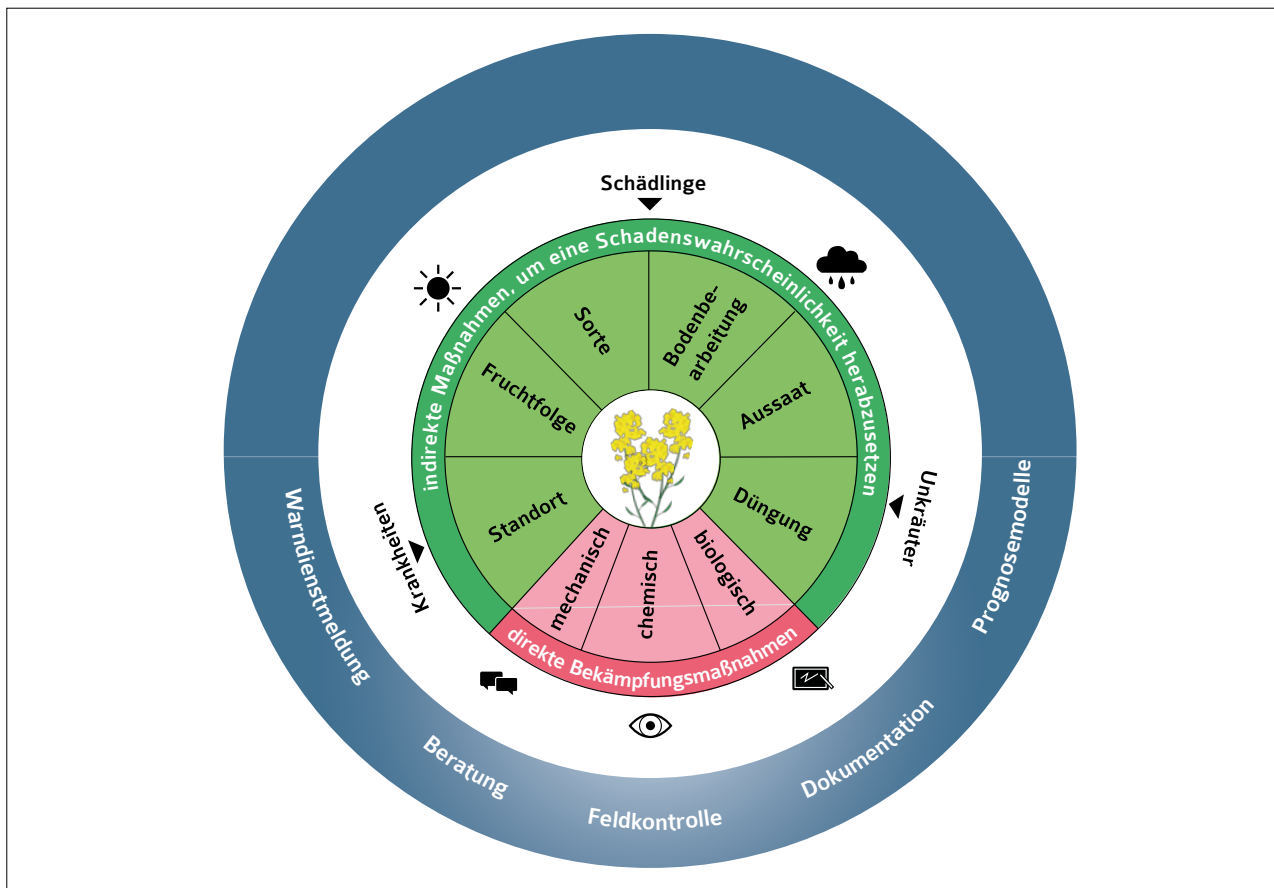 Schädlinge
indirekte Maßnahmen, um eine Schadenswahrscheinlichkeit herabzusetzen
Sorte
Bodenbe-
arbeitung
Fruchtfolge
Aussaat
Standort
Düngung
mechanisch
chemisch
biologisch
direkte Bekämpfungsmaßnahmen
Krankheiten
Unkräuter
Warndienstmeldung
Beratung
Feldkontrolle
Dokumentation
Prognosemodelle